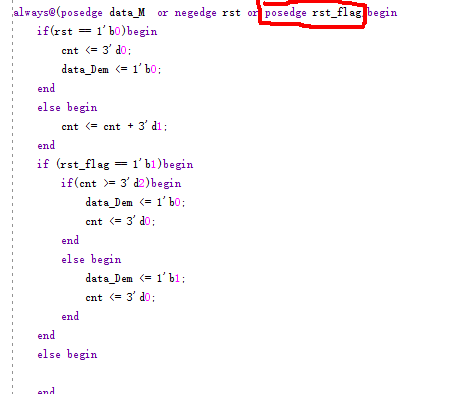 always@(posedge data_M or negedge rst or posedge rst_flag)begin
if(rst == 1'b0)begin
cnt <= 3'd0;
data_Dem <= 1'b0;
end
else begin
cnt <= cnt + 3'd1;
end
if (rst_flag == 1'b1)begin
if(cnt >= 3'd2)begin
data_Dem <= 1'b0;
cnt <= 3'd0;
end
else begin
data_Dem <= 1'b1;
cnt <= 3'd0;
end
end
else begin
end